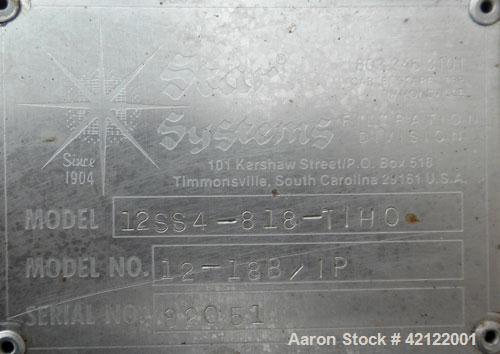 Star
Systems
FILTRATION
DIVISION
Since
1904
101 Kershaw Street/P.O. Box 518
Timmonsville, South Carolina 29161 U.S.A.
MODEL 12SS4-818-T1HO
MODEL NO. 12-18B/1P
SERIAL NO. 92051
Aaron Stock # 42122001